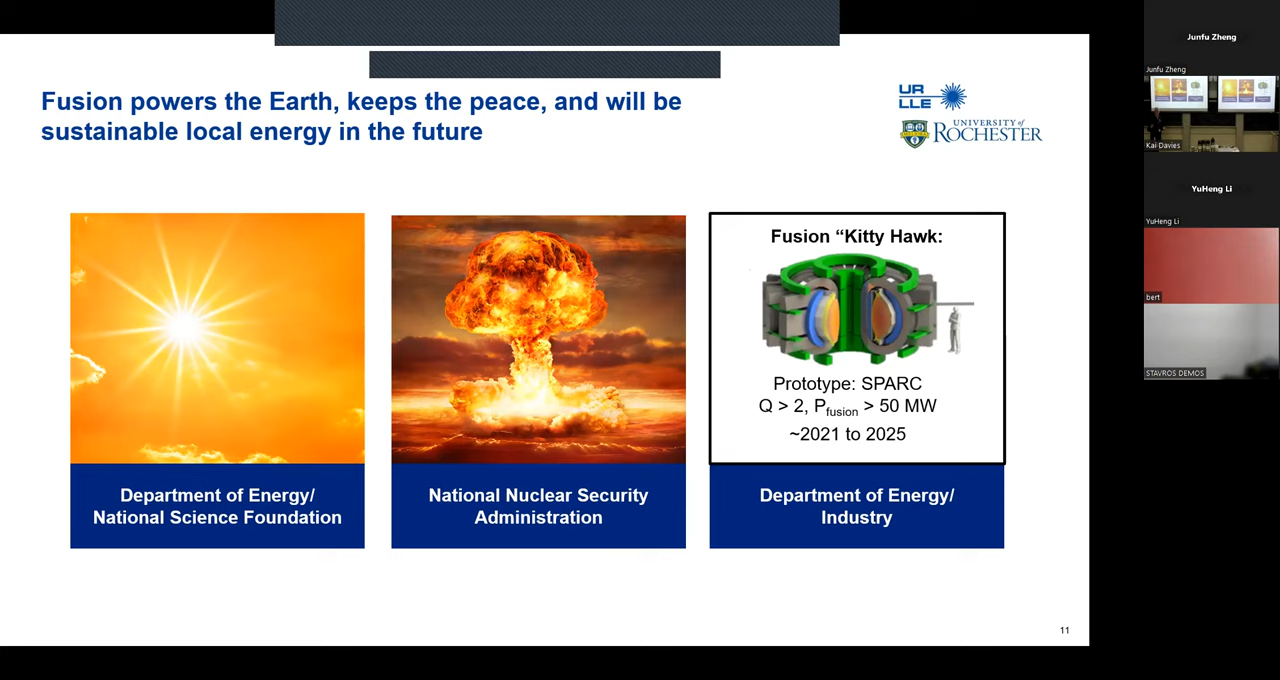 Fusion powers the Earth, keeps the peace, and will be
sustainable local energy in the future
UR
LLE
UNIVERSITY of
ROCHESTER
Fusion “Kitty Hawk:
Prototype: SPARC
Q > 2, Pfusion > 50 MW
~2021 to 2025
Department of Energy/
National Science Foundation
National Nuclear Security
Administration
Department of Energy/
Industry
11
Junfu Zheng
Junfu Zheng
Kai Davies
YuHeng Li
YuHeng Li
bert
STAVROS DEMOS